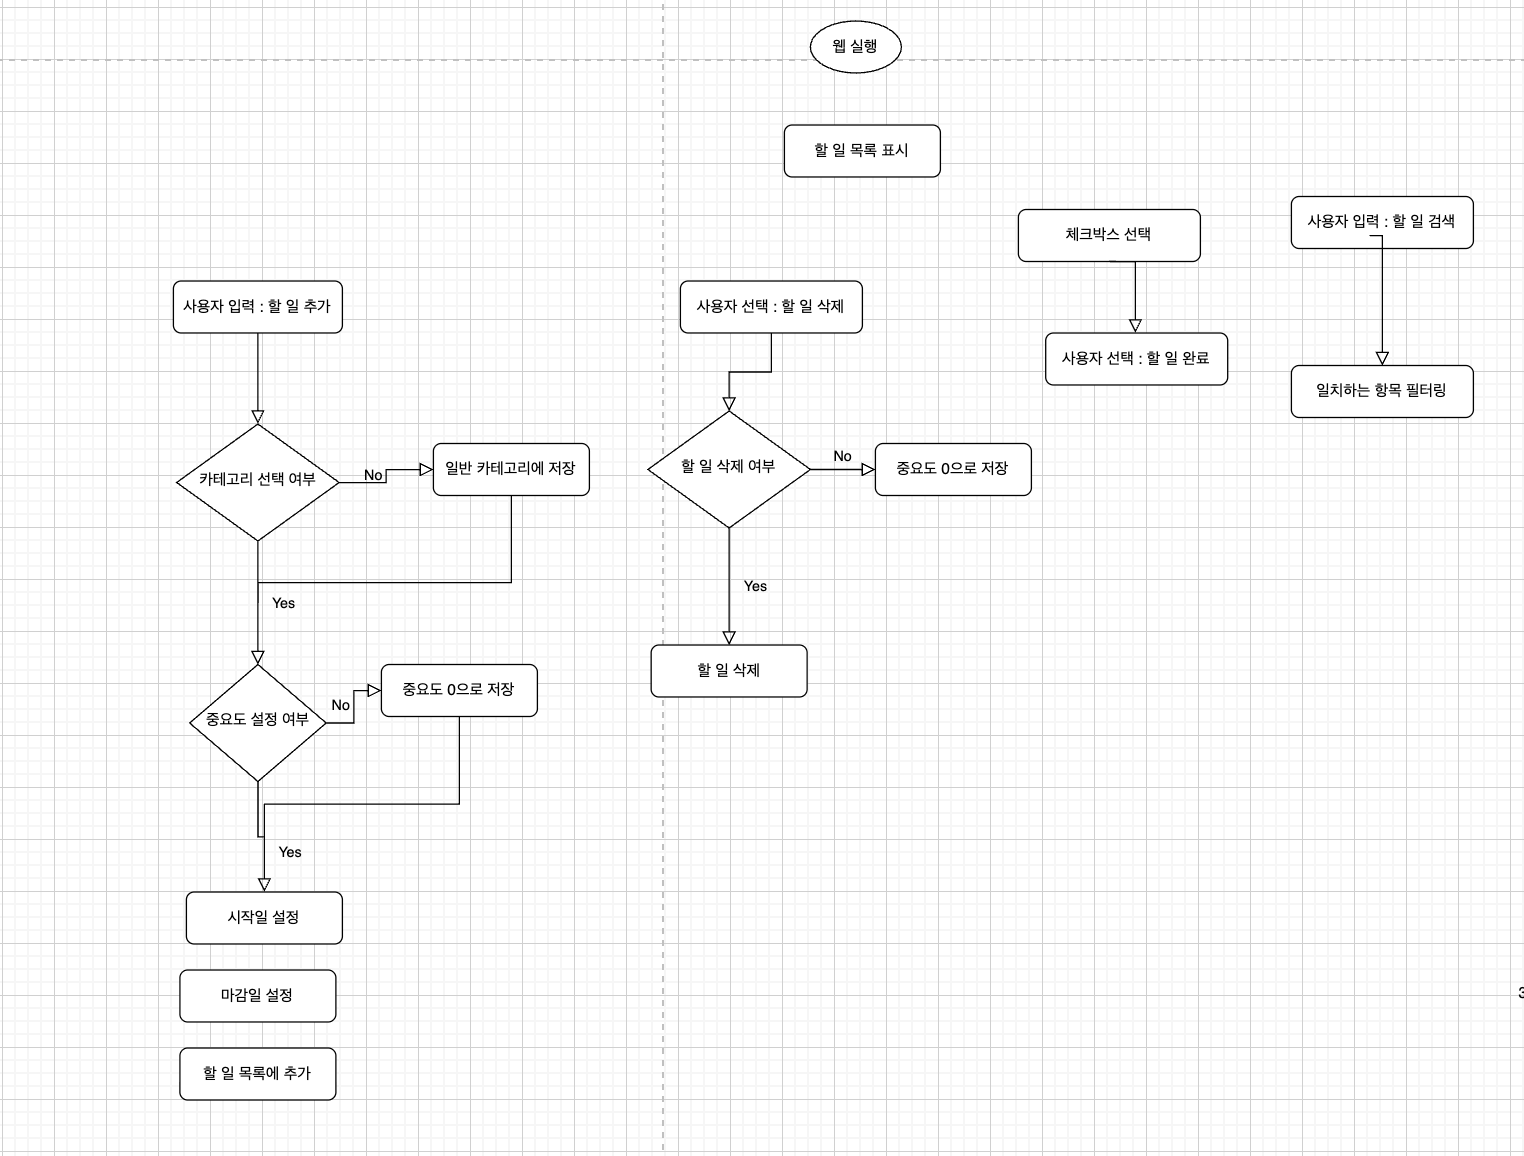 웹 실행
할 일 목록 표시
사용자 입력 : 할 일 추가
카테고리 선택 여부
No
일반 카테고리에 저장
Yes
중요도 설정 여부
No
중요도 0으로 저장
Yes
시작일 설정
마감일 설정
할 일 목록에 추가
사용자 선택 : 할 일 삭제
할 일 삭제 여부
No
중요도 0으로 저장
Yes
할 일 삭제
체크박스 선택
사용자 선택 : 할 일 완료
사용자 입력 : 할 일 검색
일치하는 항목 필터링